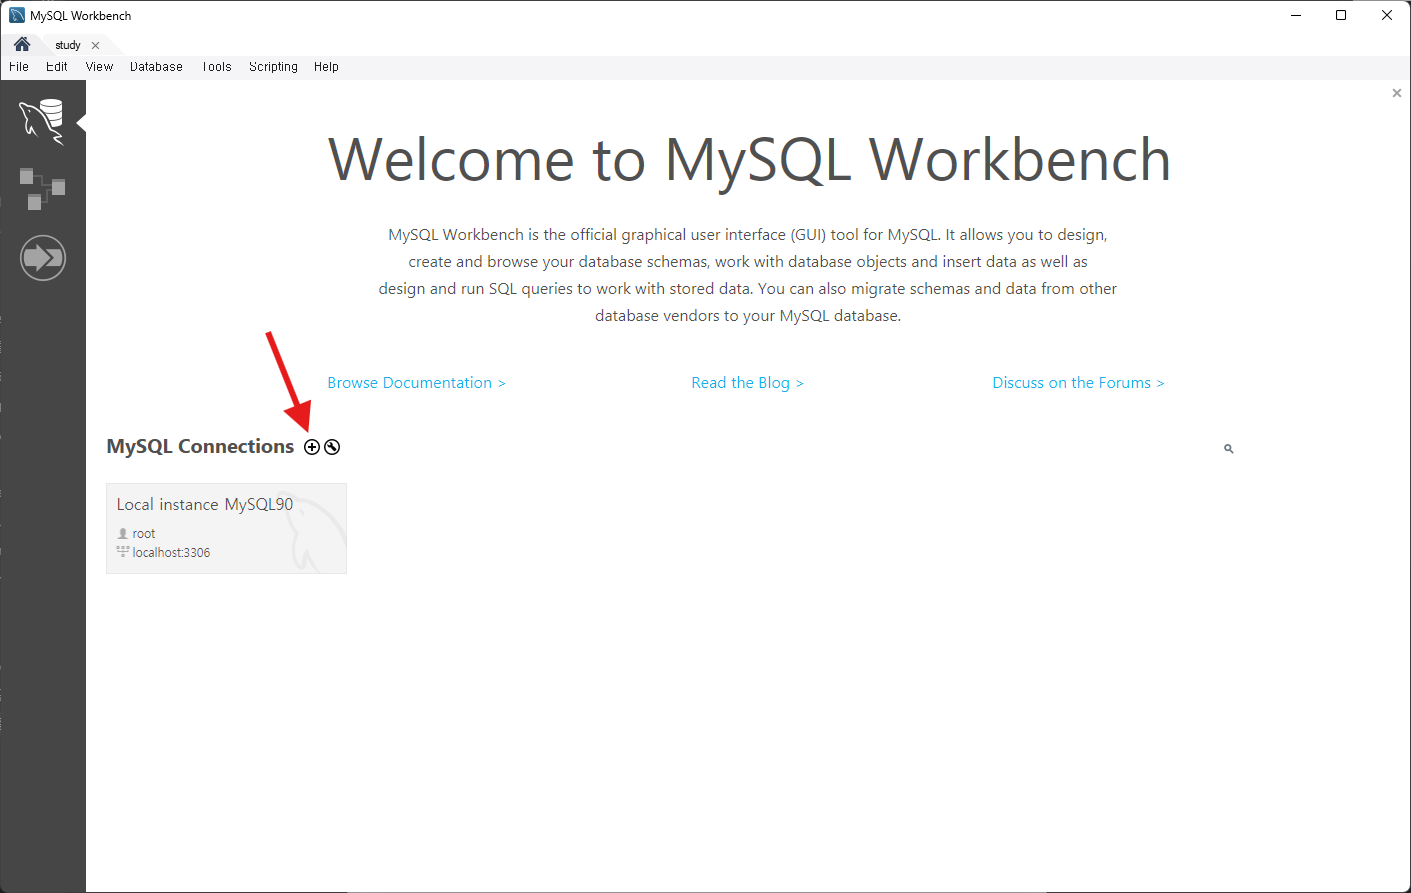 MySQL Workbench
study
File Edit View Database Tools Scripting Help
Welcome to MySQL Workbench
MySQL Workbench is the official graphical user interface (GUI) tool for MySQL. It allows you to design,
create and browse your database schemas, work with database objects and insert data as well as
design and run SQL queries to work with stored data. You can also migrate schemas and data from other
database vendors to your MySQL database.
Browse Documentation > Read the Blog > Discuss on the Forums >
MySQL Connections
Local instance MySQL90
root
localhost:3306